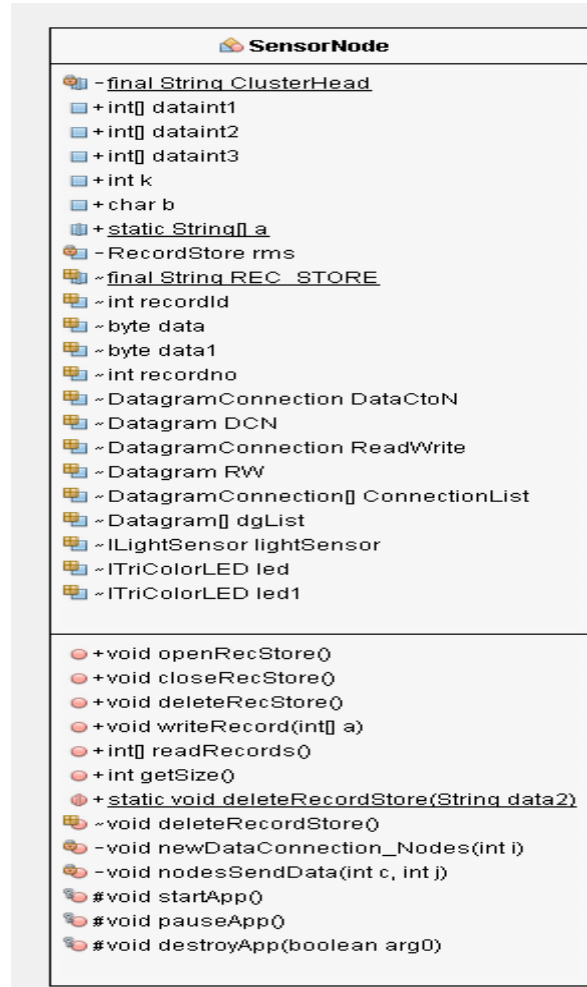 SensorNode
-final String ClusterHead
+int[] dataint1
+int[] dataint2
+int[] dataint3
+int k
+char b
+static String[] a
-RecordStore rms
~final String REC_STORE
~int recordId
~byte data
~byte data1
~int recordno
~DatagramConnection DataCtoN
~Datagram DCN
~DatagramConnection ReadWrite
~Datagram RW
~DatagramConnection[] ConnectionList
~Datagram[] dgList
~ILightSensor lightSensor
~ITriColorLED led
~ITriColorLED led1
+void openRecStore()
+void closeRecStore()
+void deleteRecStore()
+void writeRecord(int[] a)
+int[] readRecords()
+int getSize()
+static void deleteRecordStore(String data2)
~void deleteRecordStore()
-void newDataConnection_Nodes(int i)
-void nodesSendData(int c, int j)
#void startApp()
#void pauseApp()
#void destroyApp(boolean arg0)